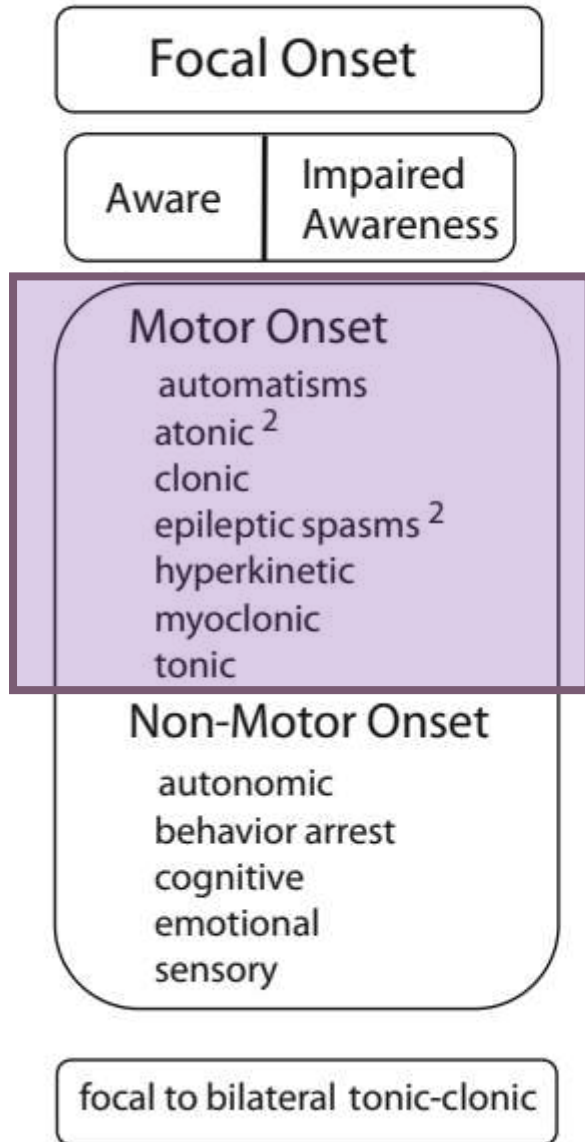 Focal Onset
Aware
Impaired
Awareness
Motor Onset
automatisms
atonic ²
clonic
epileptic spasms ²
hyperkinetic
myoclonic
tonic
Non-Motor Onset
autonomic
behavior arrest
cognitive
emotional
sensory
focal to bilateral tonic-clonic